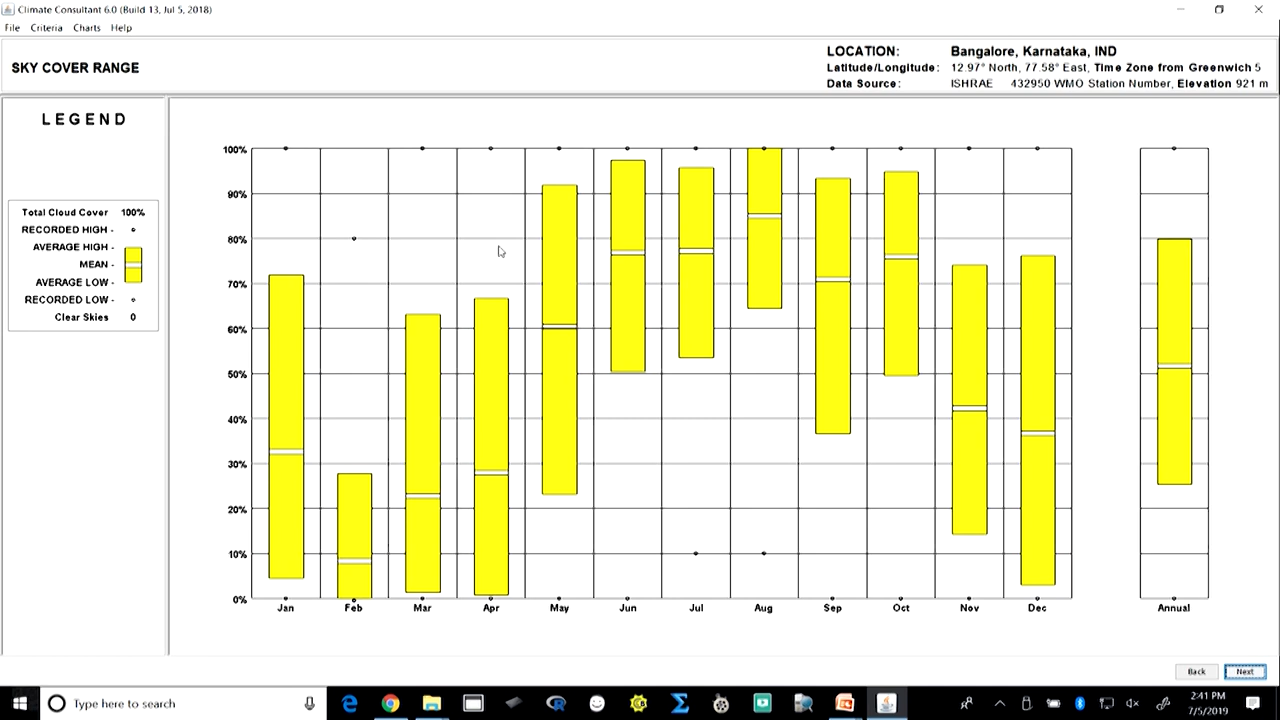 Climate Consultant 6.0 (Build 13, Jul 5, 2018)
File Criteria Charts Help
SKY COVER RANGE
LOCATION: Bangalore, Karnataka, IND
Latitude/Longitude: 12.97° North, 77.58° East, Time Zone from Greenwich 5
Data Source: ISHRAE 432950 WMO Station Number, Elevation 921 m
LEGEND
Total Cloud Cover 100%
RECORDED HIGH -
AVERAGE HIGH -
MEAN -
AVERAGE LOW -
RECORDED LOW -
Clear Skies 0
100%
90%
80%
70%
60%
50%
40%
30%
20%
10%
0%
Jan Feb Mar Apr May Jun Jul Aug Sep Oct Nov Dec Annual
Back Next
Type here to search
2:41 PM
7/5/2019